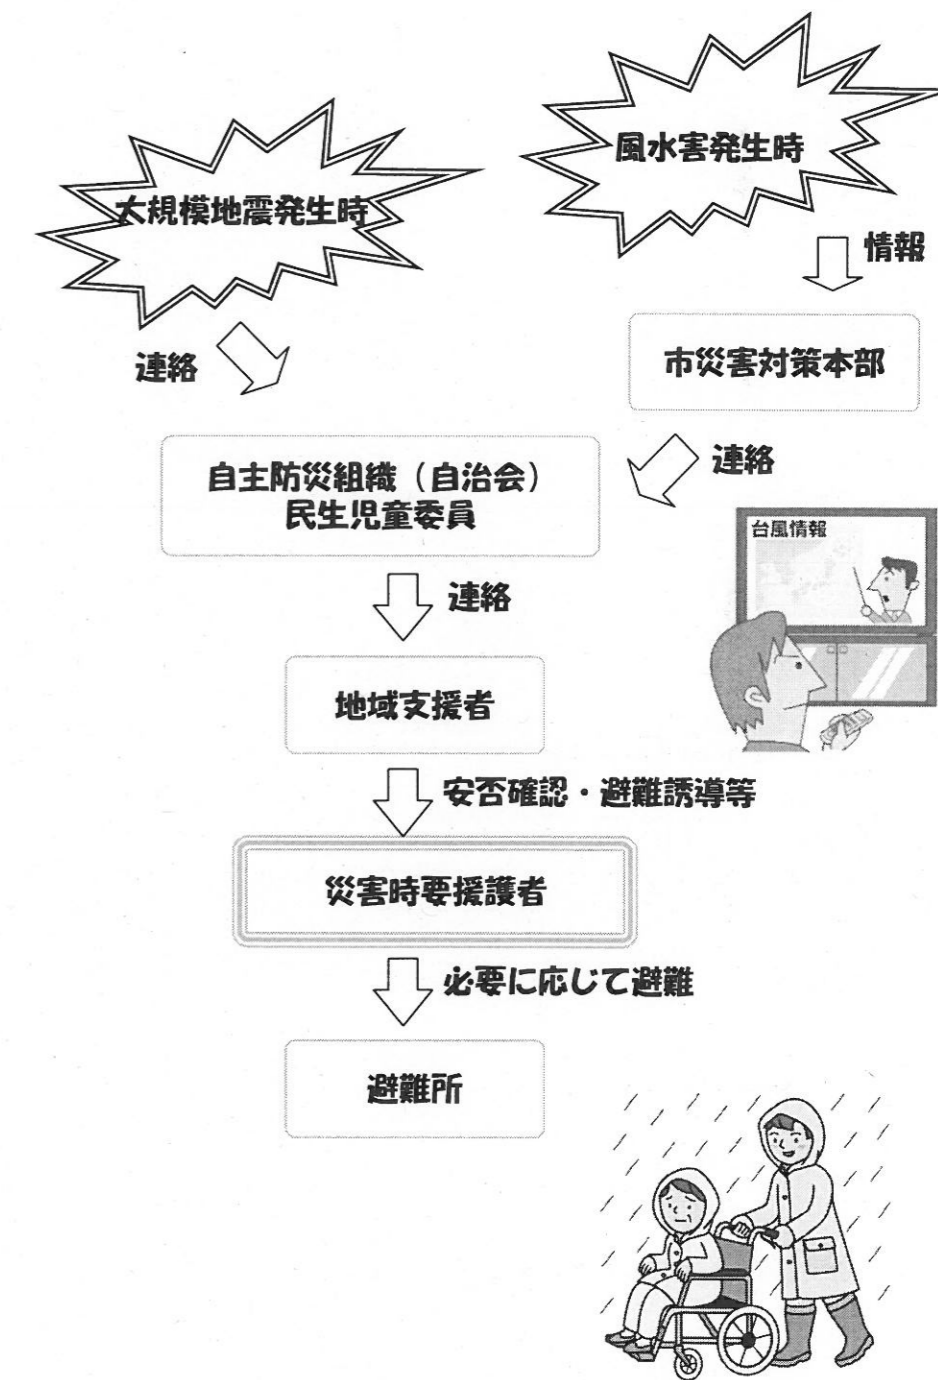 風水害発生時
大規模地震発生時
情報
市災害対策本部
連絡
連絡
自主防災組織（自治会）
民生児童委員
台風情報
連絡
地域支援者
安否確認・避難誘導等
災害時要援護者
必要に応じて避難
避難所